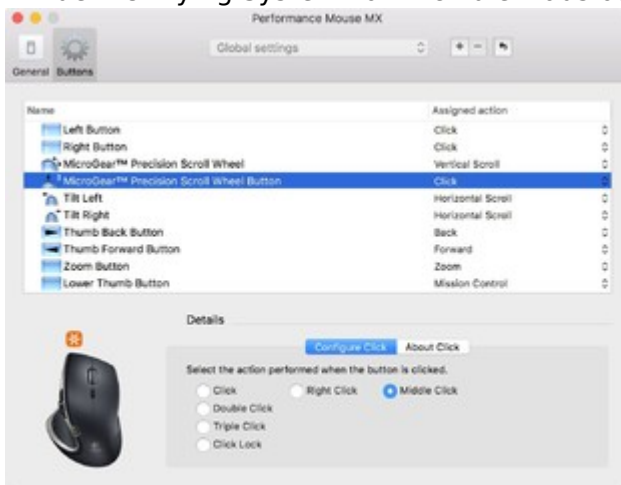 Performance Mouse MX
Global settings + -
General Buttons
Name Assigned action
Left Button Click
Right Button Click
MicroGear™ Precision Scroll Wheel Vertical Scroll
MicroGear™ Precision Scroll Wheel Button Click
Tilt Left Horizontal Scroll
Tilt Right Horizontal Scroll
Thumb Back Button Back
Thumb Forward Button Forward
Zoom Button Zoom
Lower Thumb Button Mission Control
Details
Configure Click About Click
Select the action performed when the button is clicked.
Click Right Click Middle Click
Double Click
Triple Click
Click Lock